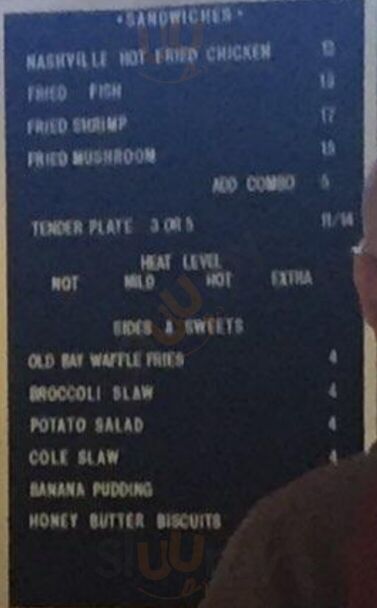 • SANDWICHES •
NASHVILLE HOT FRIED CHICKEN
FRIED FISH
FRIED SHRIMP 17
FRIED MUSHROOM
ADD COMBO 5
TENDER PLATE 3 OR 5 11/14
HEAT LEVEL
NOT MILD HOT EXTRA
SIDES & SWEETS
OLD BAY WAFFLE FRIES 4
BROCCOLI SLAW 4
POTATO SALAD 4
COLE SLAW 4
BANANA PUDDING
HONEY BUTTER BISCUITS